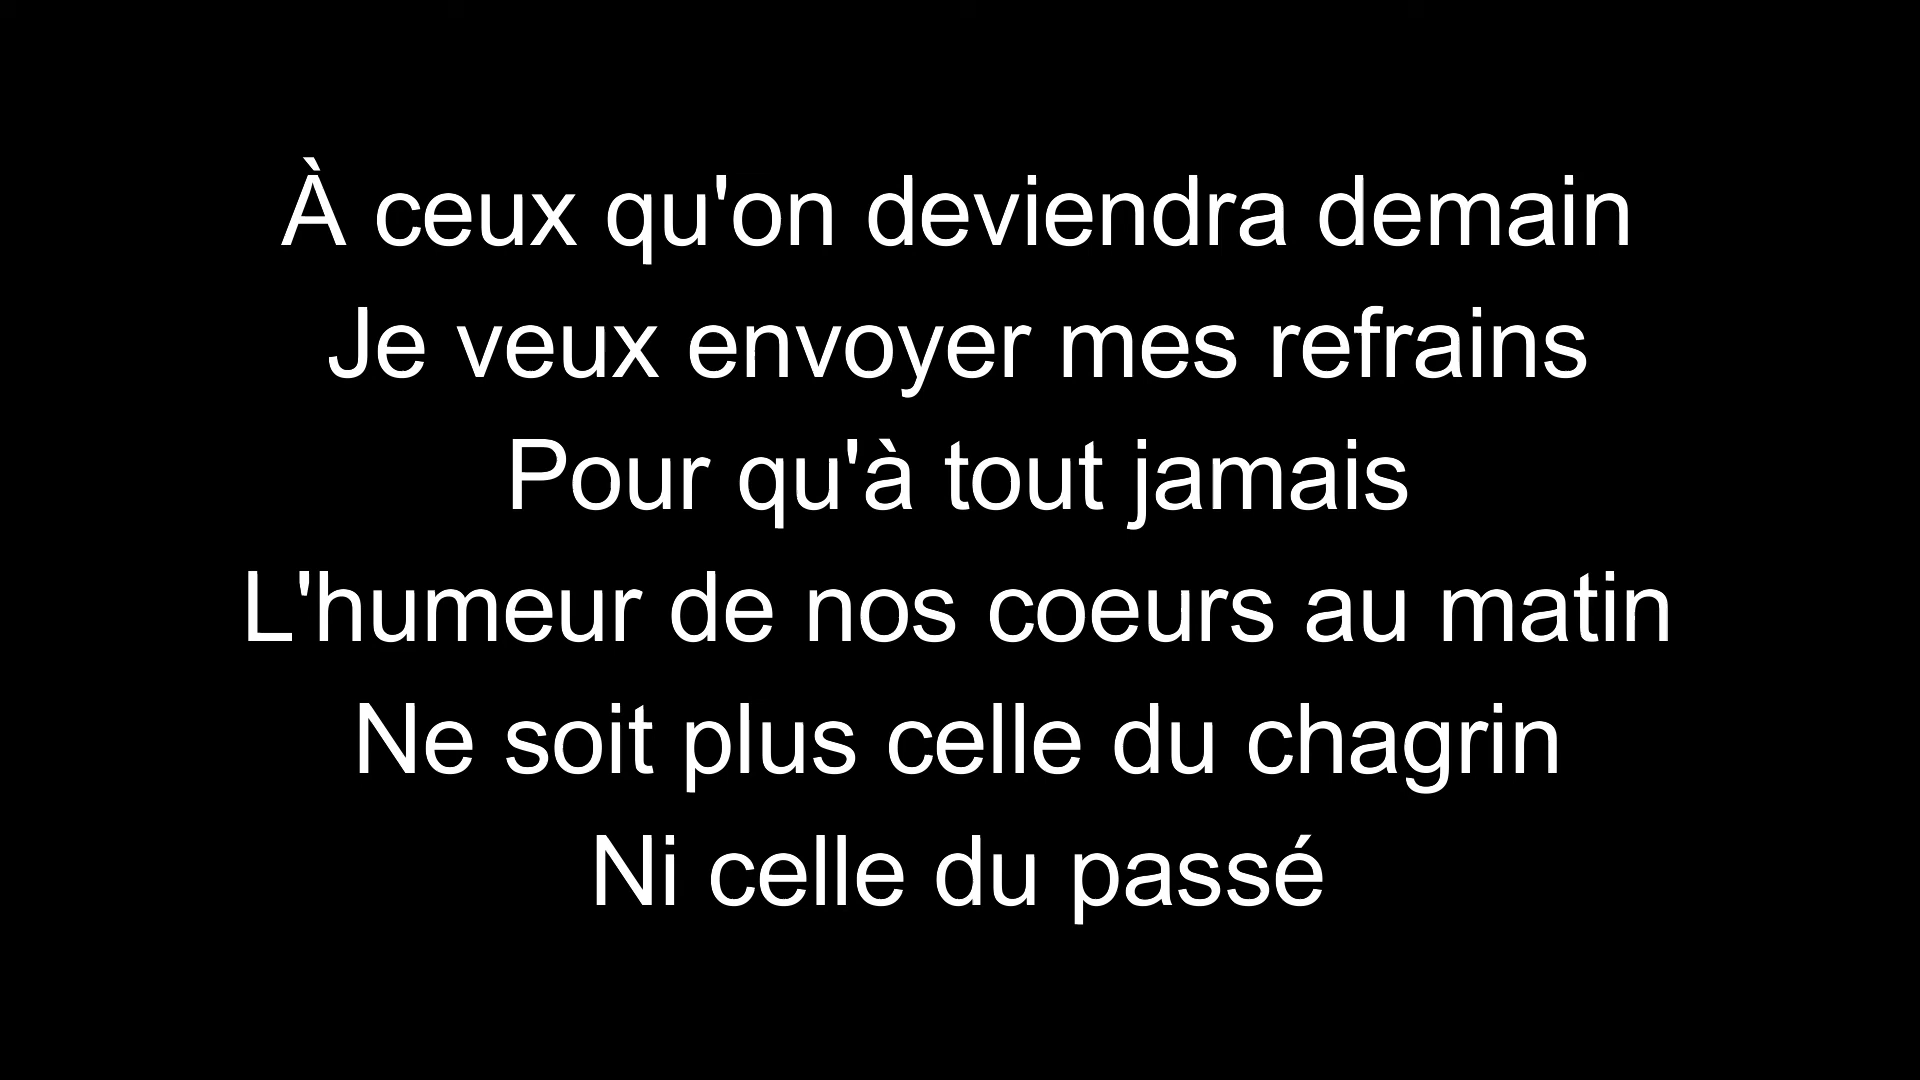 À ceux qu'on deviendra demain
Je veux envoyer mes refrains
Pour qu'à tout jamais
L'humeur de nos coeurs au matin
Ne soit plus celle du chagrin
Ni celle du passé